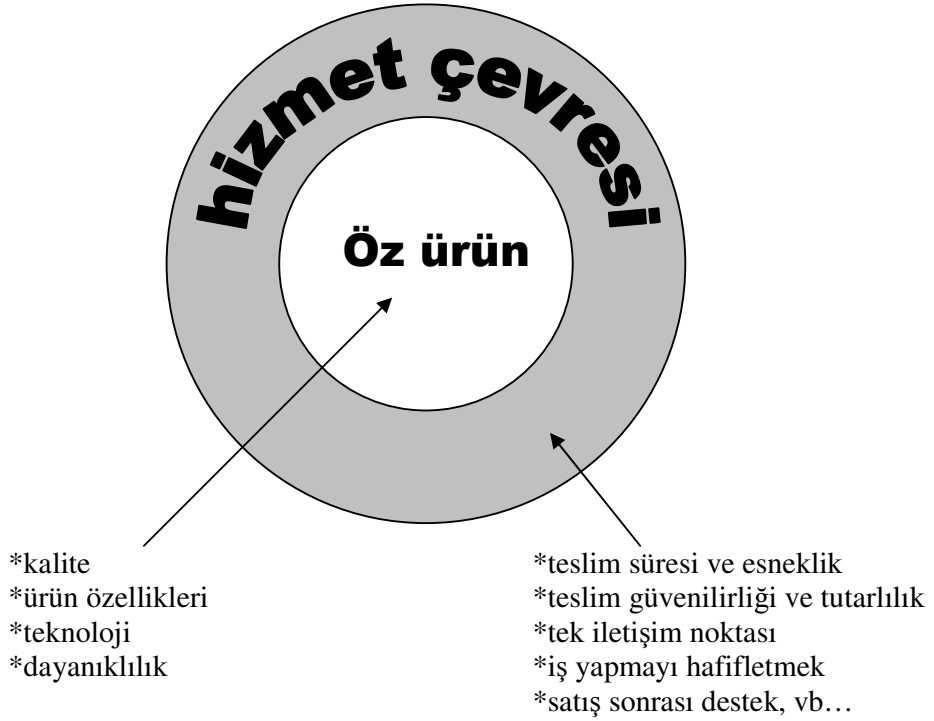 hizmet çevresi
Öz ürün
*kalite
*ürün özellikleri
*teknoloji
*dayanıklılık
*teslim süresi ve esneklik
*teslim güvenilirliği ve tutarlılık
*tek iletişim noktası
*iş yapmayı hafifletmek
*satış sonrası destek, vb…